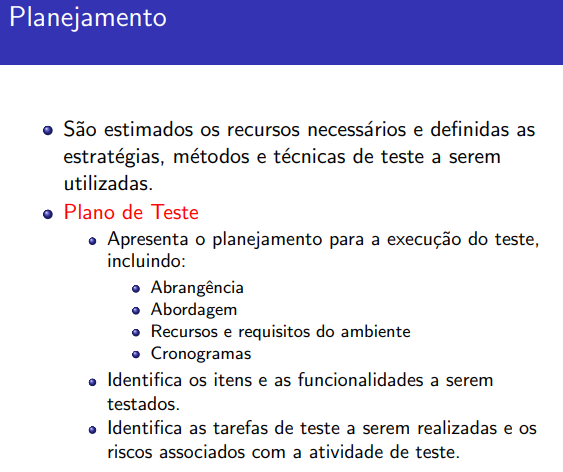 Planejamento
São estimados os recursos necessários e definidas as
estratégias, métodos e técnicas de teste a serem
utilizadas.
Plano de Teste
Apresenta o planejamento para a execução do teste,
incluindo:
Abrangência
Abordagem
Recursos e requisitos do ambiente
Cronogramas
Identifica os itens e as funcionalidades a serem
testados.
Identifica as tarefas de teste a serem realizadas e os
riscos associados com a atividade de teste.